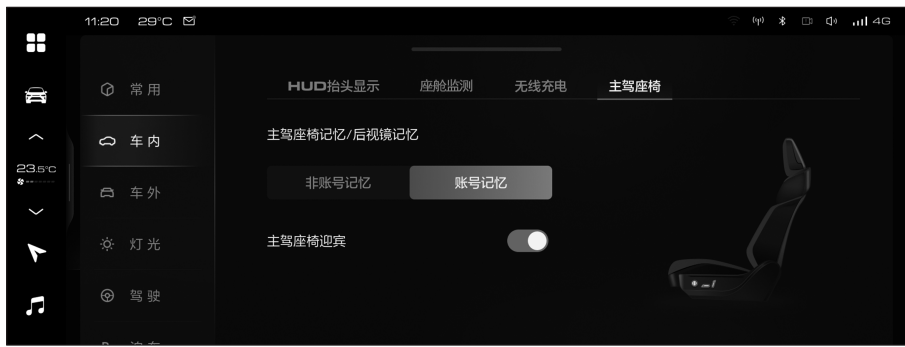 11:20 29°C 4G
常用
HUD抬头显示 座舱监测 无线充电 主驾座椅
车内
主驾座椅记忆/后视镜记忆
23.5°C
非账号记忆 账号记忆
车外
灯光
主驾座椅迎宾
驾驶